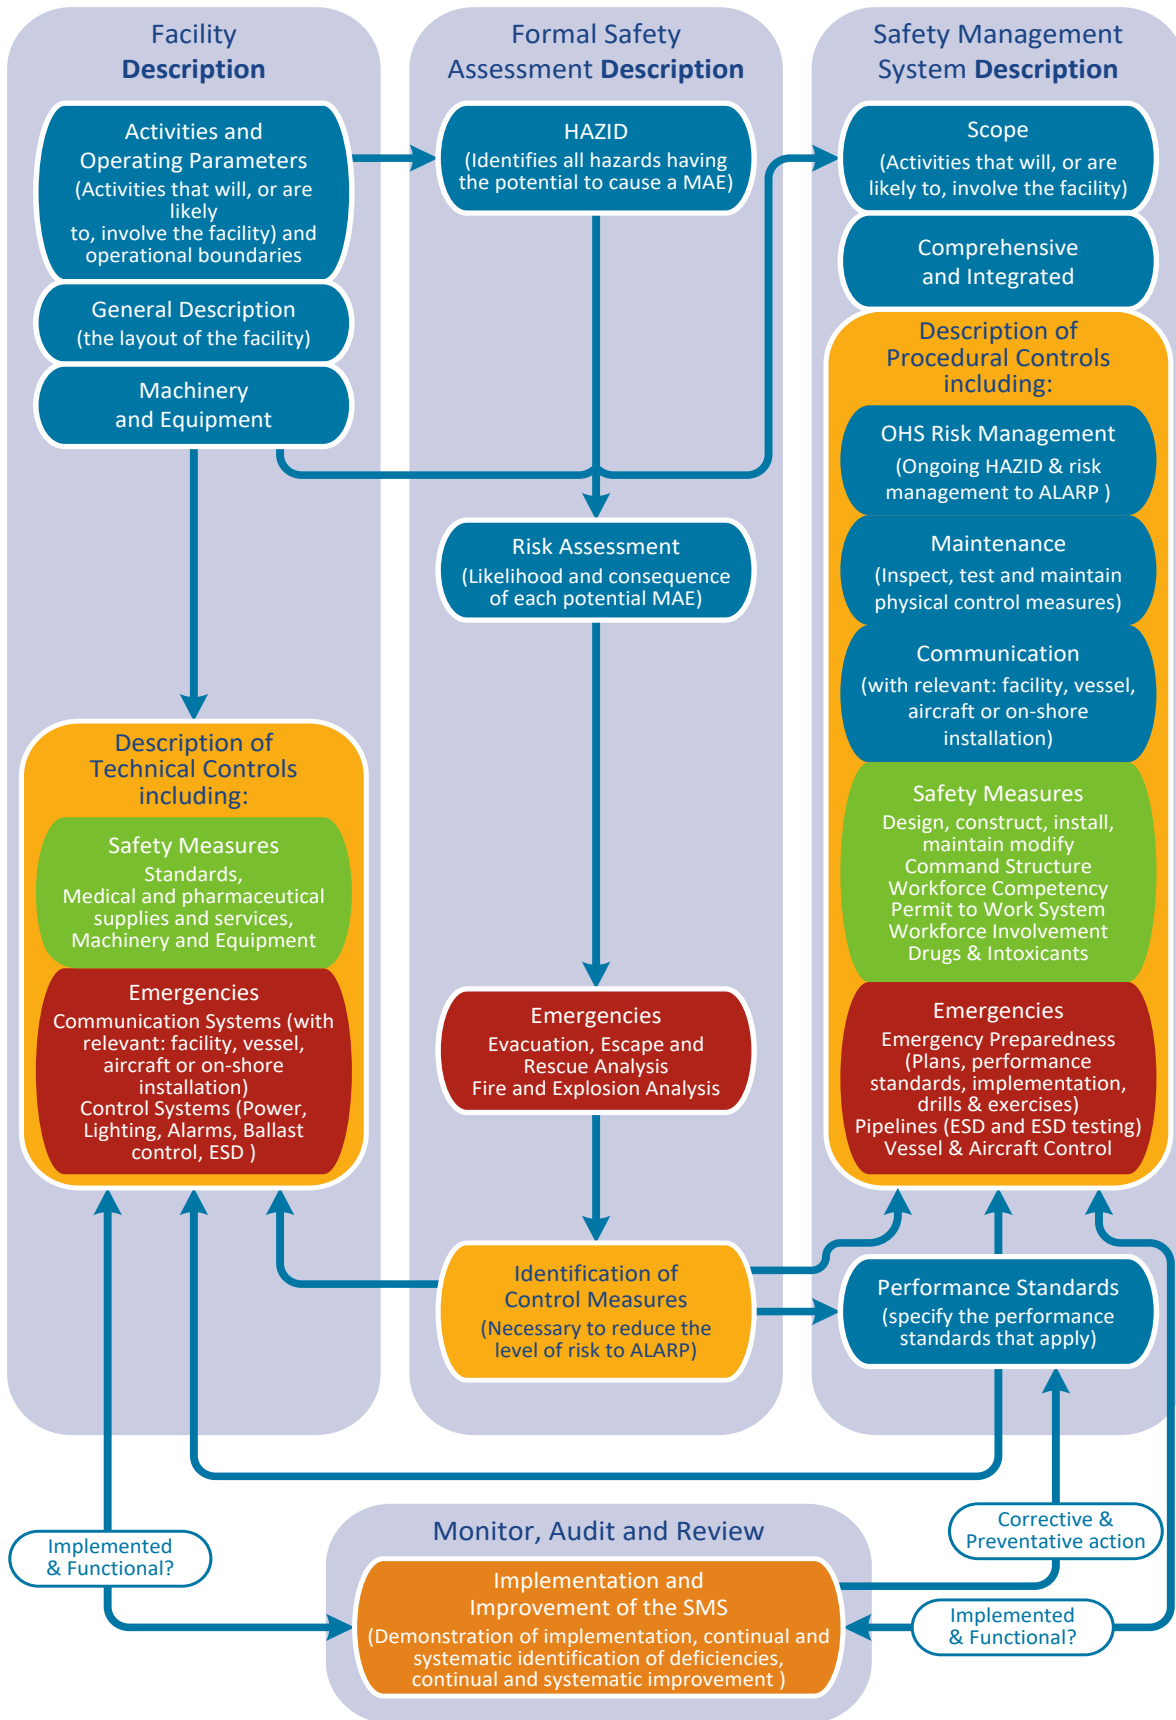 Facility
Description
Activities and
Operating Parameters
(Activities that will, or are
likely
to, involve the facility) and
operational boundaries
General Description
(the layout of the facility)
Machinery
and Equipment
Description of
Technical Controls
including:
Safety Measures
Standards,
Medical and pharmaceutical
supplies and services,
Machinery and Equipment
Emergencies
Communication Systems (with
relevant: facility, vessel,
aircraft or on-shore
installation)
Control Systems (Power,
Lighting, Alarms, Ballast
control, ESD )
Formal Safety
Assessment Description
HAZID
(Identifies all hazards having
the potential to cause a MAE)
Risk Assessment
(Likelihood and consequence
of each potential MAE)
Emergencies
Evacuation, Escape and
Rescue Analysis
Fire and Explosion Analysis
Identification of
Control Measures
(Necessary to reduce the
level of risk to ALARP)
Safety Management
System Description
Scope
(Activities that will, or are
likely to, involve the facility)
Comprehensive
and Integrated
Description of
Procedural Controls
including:
OHS Risk Management
(Ongoing HAZID & risk
management to ALARP )
Maintenance
(Inspect, test and maintain
physical control measures)
Communication
(with relevant: facility, vessel,
aircraft or on-shore
installation)
Safety Measures
Design, construct, install,
maintain modify
Command Structure
Workforce Competency
Permit to Work System
Workforce Involvement
Drugs & Intoxicants
Emergencies
Emergency Preparedness
(Plans, performance
standards, implementation,
drills & exercises)
Pipelines (ESD and ESD testing)
Vessel & Aircraft Control
Performance Standards
(specify the performance
standards that apply)
Implemented
& Functional?
Monitor, Audit and Review
Implementation and
Improvement of the SMS
(Demonstration of implementation, continual and
systematic identification of deficiencies,
continual and systematic improvement )
Corrective &
Preventative action
Implemented
& Functional?